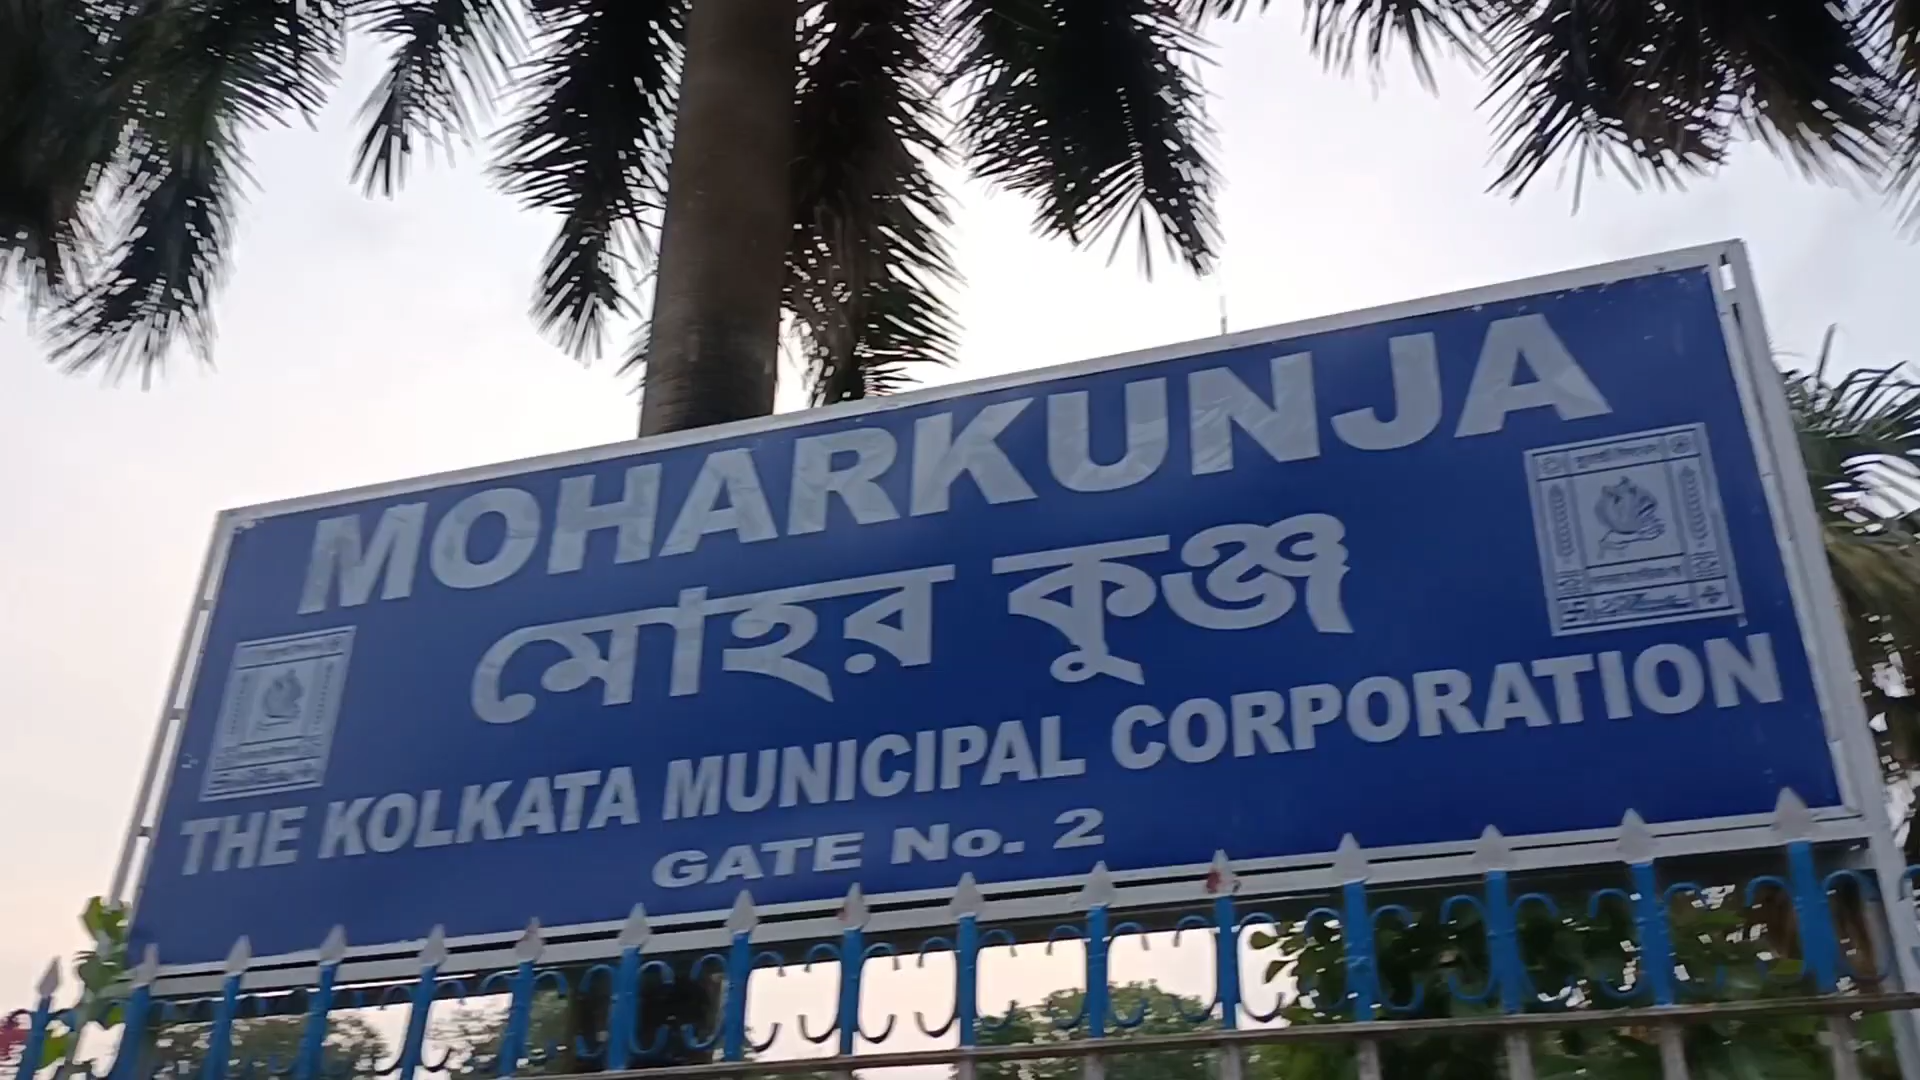 MOHARKUNJA
মোহর কুঞ্জ
THE KOLKATA MUNICIPAL CORPORATION
GATE No. 2